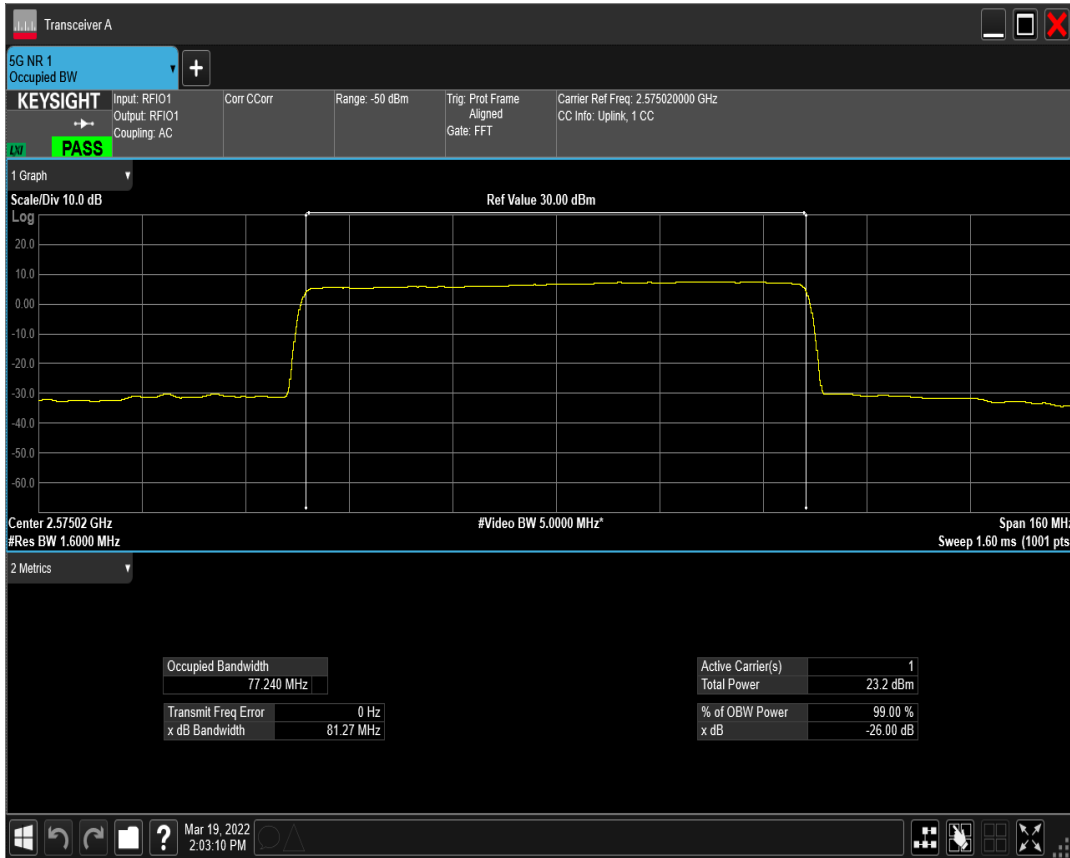 Transceiver A
5G NR 1
Occupied BW
KEYSIGHT
Input: RFIO1
Output: RFIO1
Coupling: AC
Corr CCorr
Range: -50 dBm
Trig: Prot Frame
Aligned
Gate: FFT
Carrier Ref Freq: 2.575020000 GHz
CC Info: Uplink, 1 CC
LXI
PASS
1 Graph
Scale/Div 10.0 dB
Ref Value 30.00 dBm
Log
20.0
10.0
0.00
-10.0
-20.0
-30.0
-40.0
-50.0
-60.0
Center 2.57502 GHz
#Video BW 5.0000 MHz*
Span 160 MHz
#Res BW 1.6000 MHz
Sweep 1.60 ms (1001 pts
2 Metrics
Occupied Bandwidth
77.240 MHz
Transmit Freq Error 0 Hz
x dB Bandwidth 81.27 MHz
Active Carrier(s) 1
Total Power 23.2 dBm
% of OBW Power 99.00 %
x dB -26.00 dB
Mar 19, 2022
2:03:10 PM